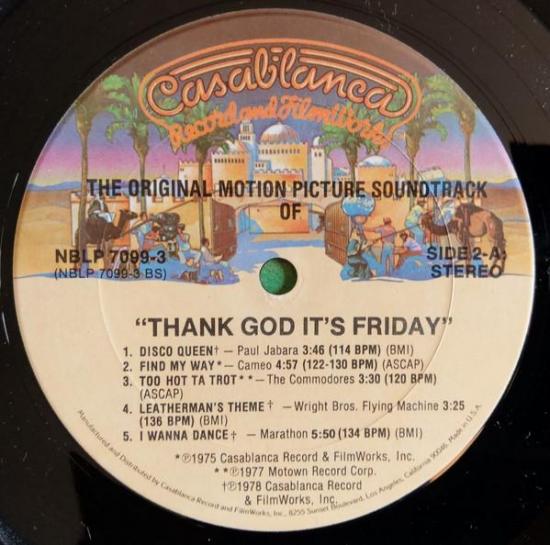 Casablanca
Record and FilmWorks
THE ORIGINAL MOTION PICTURE SOUNDTRACK
OF
NBLP 7099-3
(NBLP 7099-3 BS)
SIDE 2-A
STEREO
"THANK GOD IT'S FRIDAY"
1. DISCO QUEEN† — Paul Jabara 3:46 (114 BPM) (BMI)
2. FIND MY WAY* — Cameo 4:57 (122-130 BPM) (ASCAP)
3. TOO HOT TA TROT** — The Commodores 3:30 (120 BPM)
(ASCAP)
4. LEATHERMAN'S THEME† — Wright Bros. Flying Machine 3:25
(136 BPM) (BMI)
5. I WANNA DANCE† — Marathon 5:50 (134 BPM) (BMI)
*℗1975 Casablanca Record & FilmWorks, Inc.
**℗1977 Motown Record Corp.
†℗1978 Casablanca Record
& FilmWorks, Inc.
Manufactured and Distributed by Casablanca Record and FilmWorks, Inc., 8255 Sunset Boulevard, Los Angeles, California 90046. Made in U.S.A.